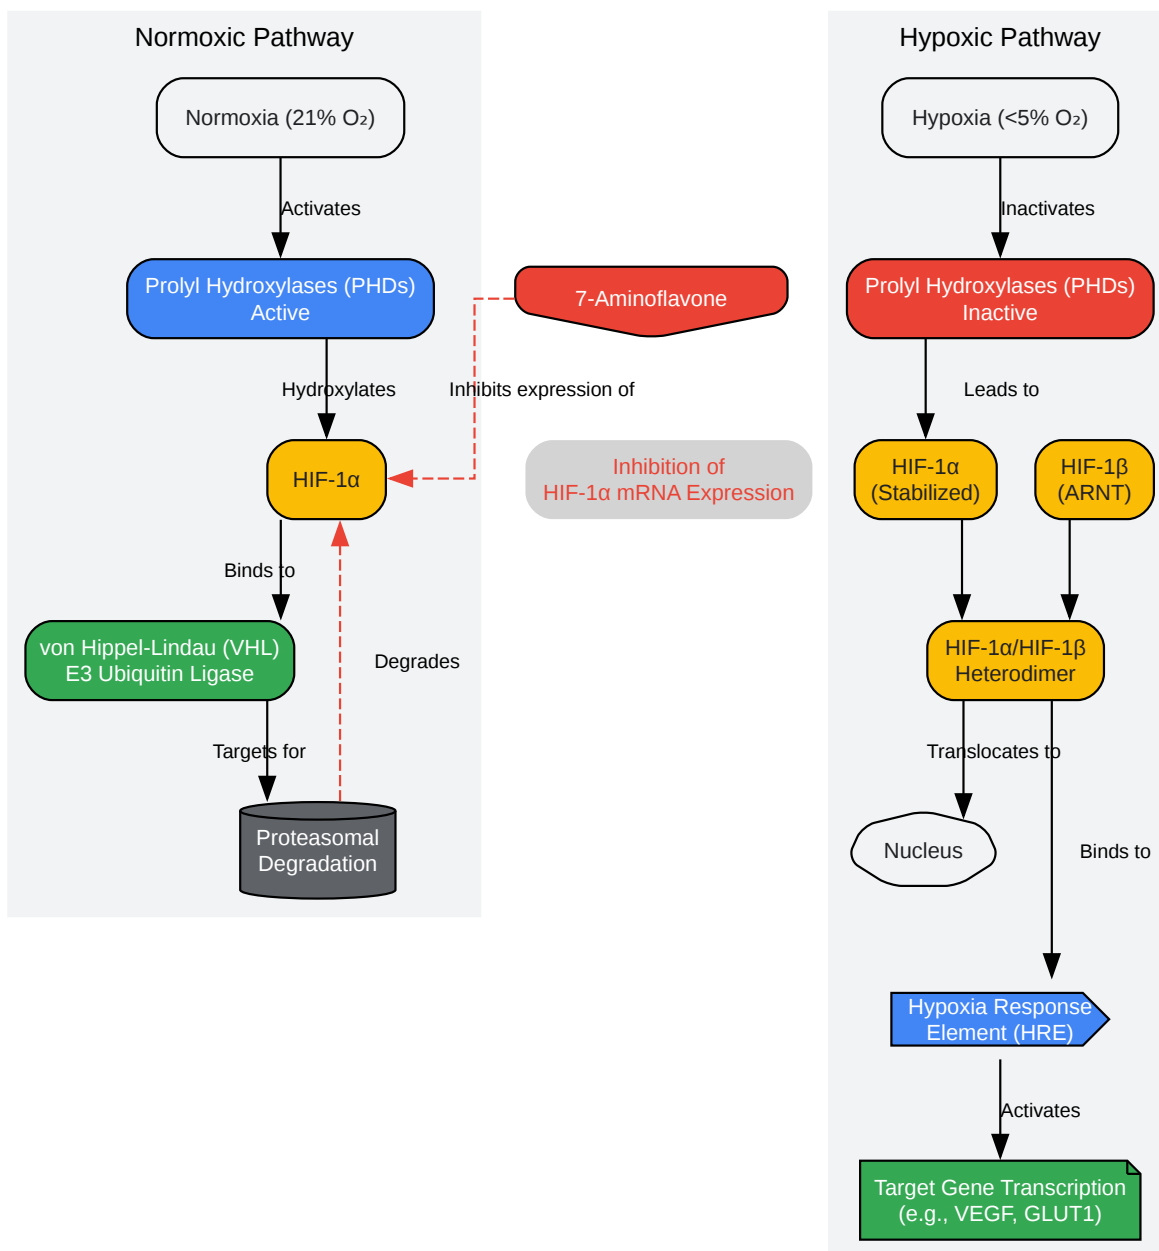 Normoxic Pathway
Normoxia (21% O₂)
Activates
Prolyl Hydroxylases (PHDs)
Active
Hydroxylates
HIF-1α
Binds to
von Hippel-Lindau (VHL)
E3 Ubiquitin Ligase
Degrades
Targets for
Proteasomal
Degradation
7-Aminoflavone
Inhibits expression of
Inhibition of
HIF-1α mRNA Expression
Hypoxic Pathway
Hypoxia (<5% O₂)
Inactivates
Prolyl Hydroxylases (PHDs)
Inactive
Leads to
HIF-1α
(Stabilized)
HIF-1β
(ARNT)
HIF-1α/HIF-1β
Heterodimer
Translocates to
Nucleus
Binds to
Hypoxia Response
Element (HRE)
Activates
Target Gene Transcription
(e.g., VEGF, GLUT1)